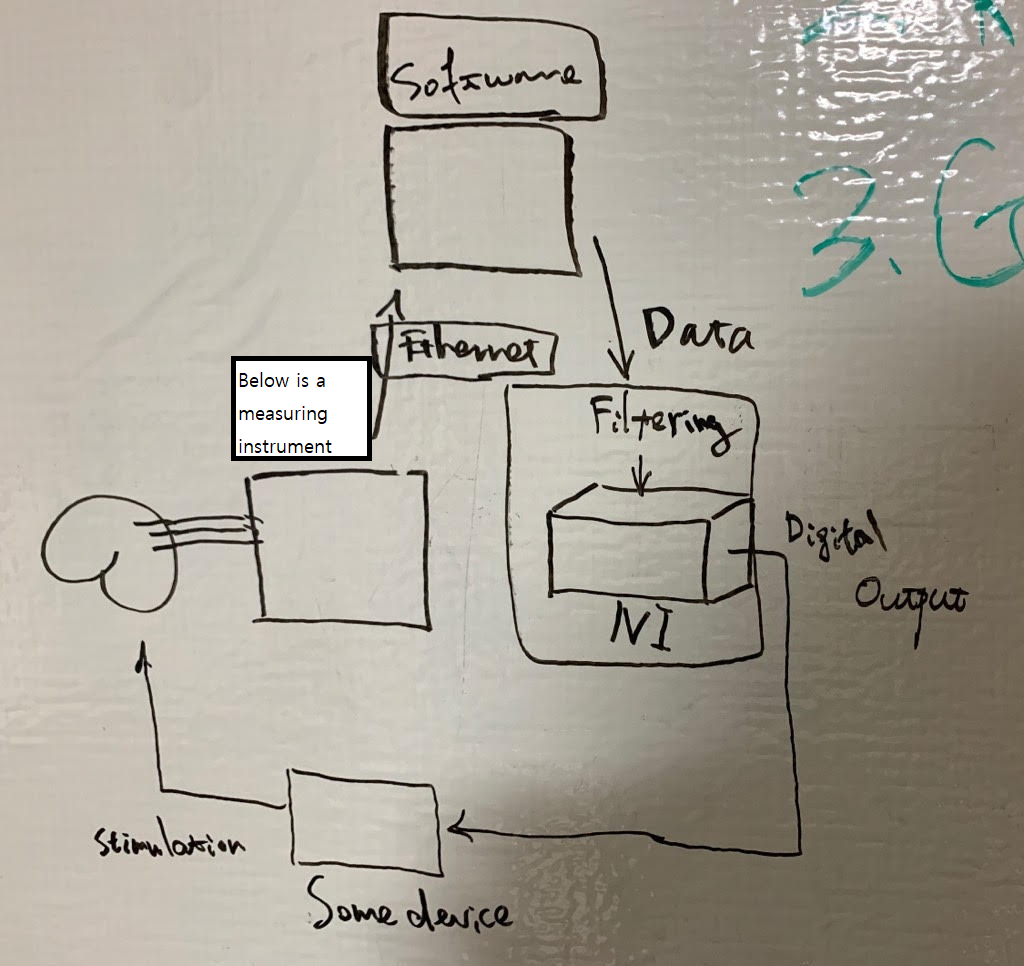 Software
Ethernet
Data
Below is a
measuring
instrument
Filtering
NI
Digital
Output
stimulation
Some device
3. G